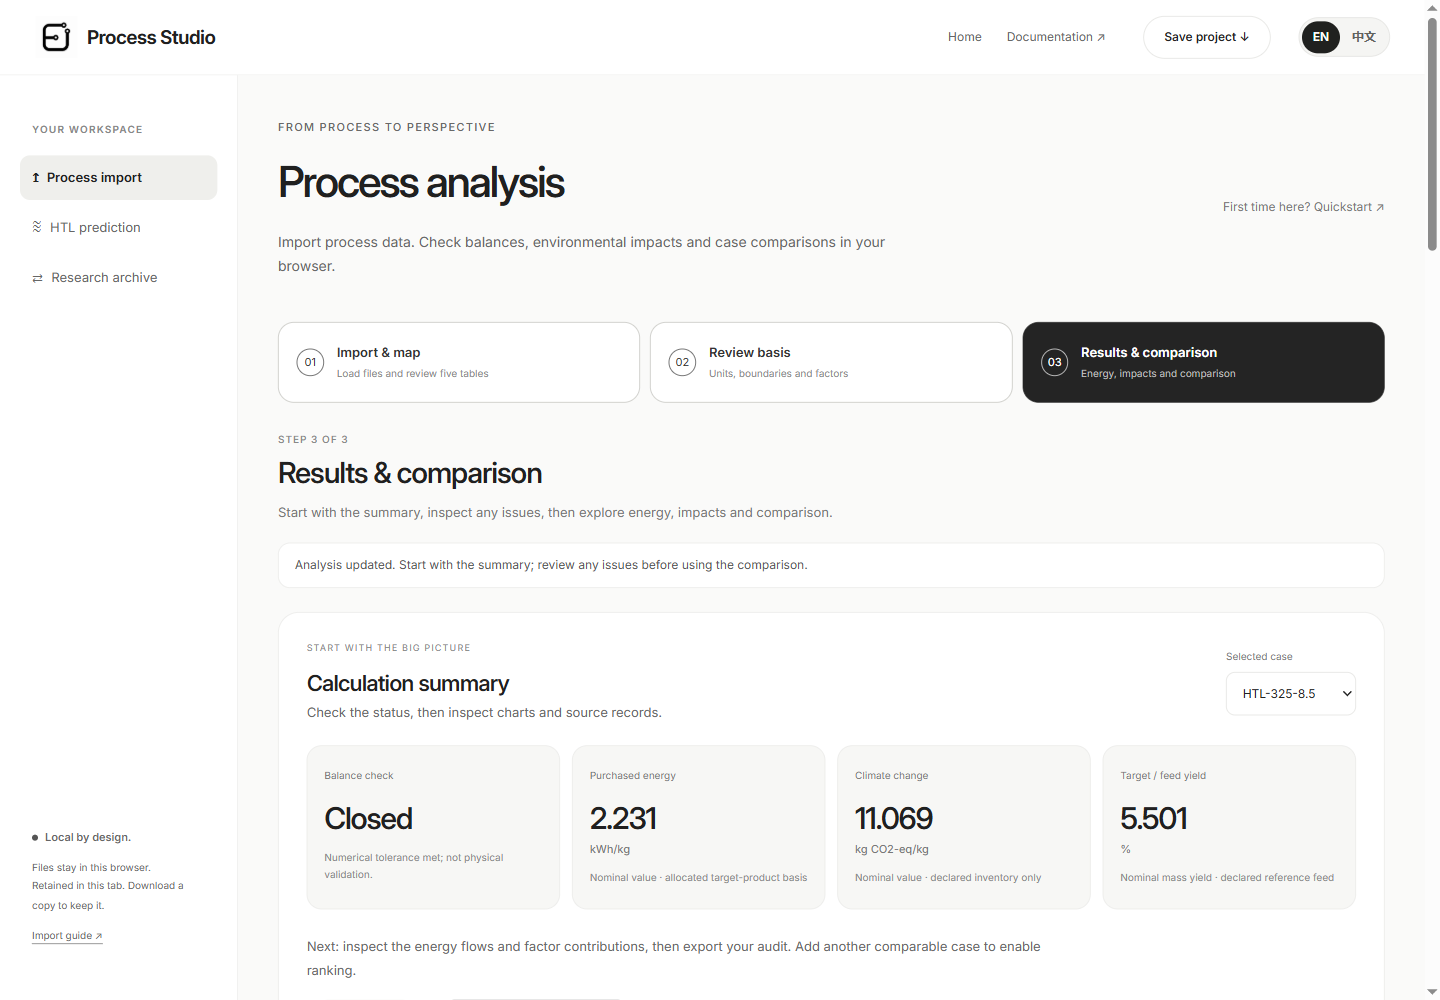 Process Studio
Home
Documentation ↗
Save project ↓
EN
中文
YOUR WORKSPACE
Process import
HTL prediction
Research archive
FROM PROCESS TO PERSPECTIVE
Process analysis
First time here? Quickstart ↗
Import process data. Check balances, environmental impacts and case comparisons in your
browser.
01
Import & map
Load files and review five tables
02
Review basis
Units, boundaries and factors
03
Results & comparison
Energy, impacts and comparison
STEP 3 OF 3
Results & comparison
Start with the summary, inspect any issues, then explore energy, impacts and comparison.
Analysis updated. Start with the summary; review any issues before using the comparison.
START WITH THE BIG PICTURE
Calculation summary
Check the status, then inspect charts and source records.
Selected case
HTL-325-8.5
Balance check
Closed
Numerical tolerance met; not physical
validation.
Purchased energy
2.231
kWh/kg
Nominal value · allocated target-product basis
Climate change
11.069
kg CO2-eq/kg
Nominal value · declared inventory only
Target / feed yield
5.501
%
Nominal mass yield · declared reference feed
Next: inspect the energy flows and factor contributions, then export your audit. Add another comparable case to enable
ranking.
Local by design.
Files stay in this browser.
Retained in this tab. Download a
copy to keep it.
Import guide ↗